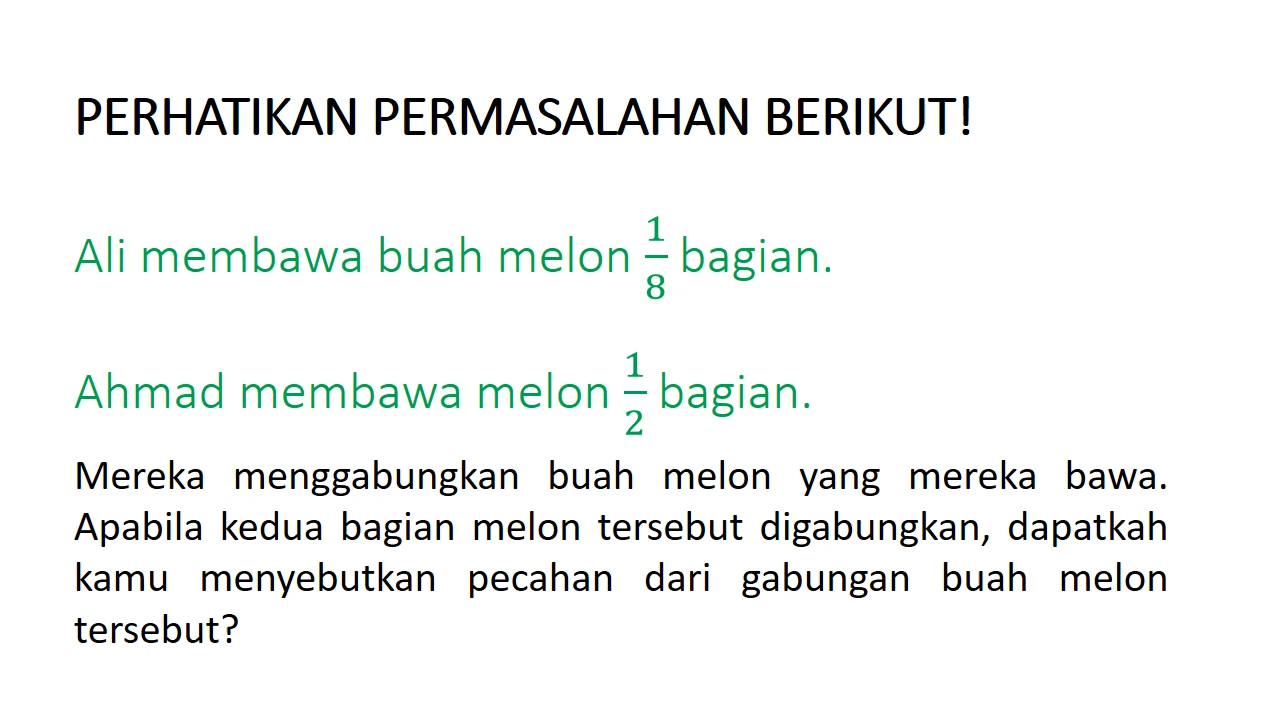 PERHATIKAN PERMASALAHAN BERIKUT!
Ali membawa buah melon 1/8 bagian.
Ahmad membawa melon 1/2 bagian.
Mereka menggabungkan buah melon yang mereka bawa.
Apabila kedua bagian melon tersebut digabungkan, dapatkah
kamu menyebutkan pecahan dari gabungan buah melon
tersebut?